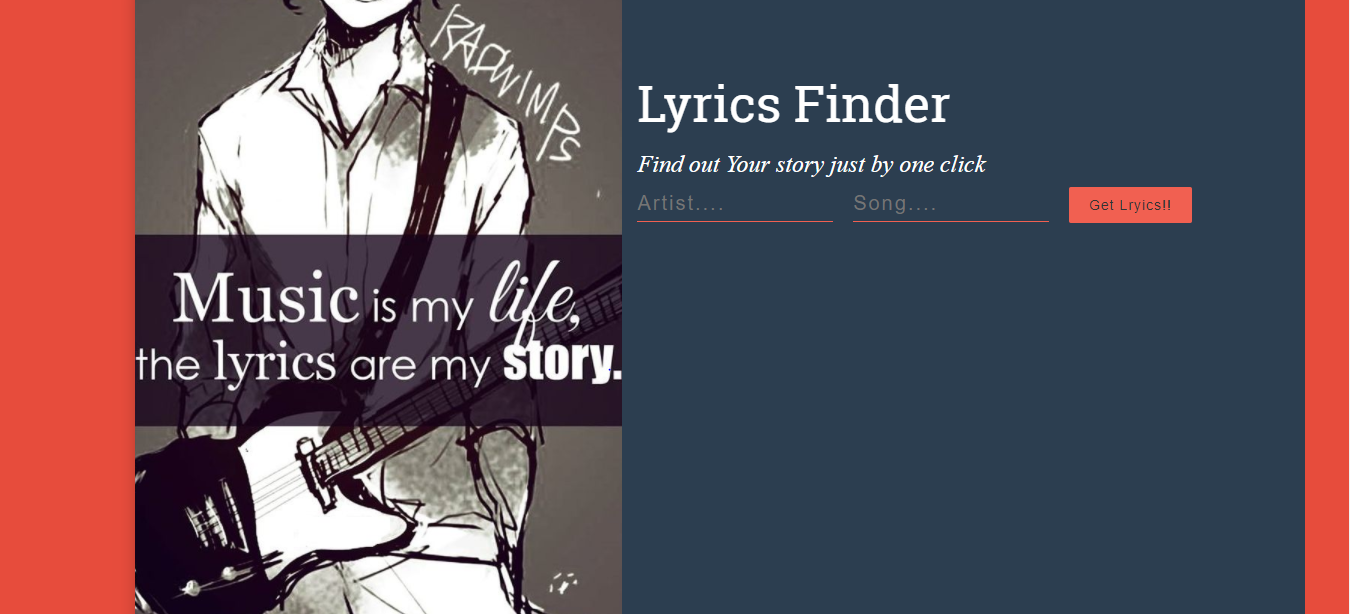 RADWIMPS
Music is my life,
the lyrics are my story.
Lyrics Finder
Find out Your story just by one click
Artist....
Song....
Get Lryics!!